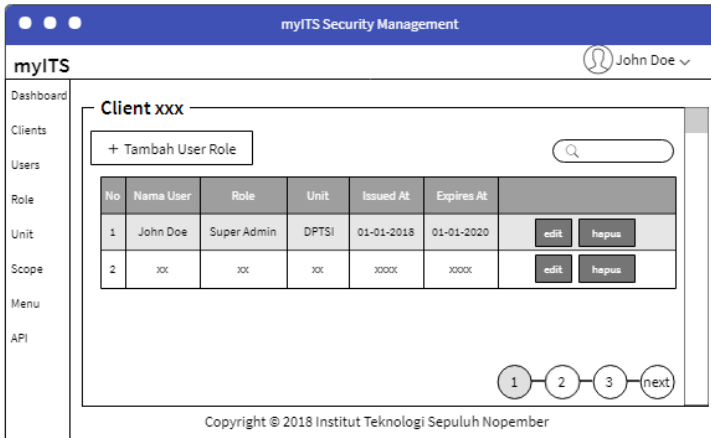 myITS Security Management
myITS
John Doe
Dashboard
Clients
Users
Role
Unit
Scope
Menu
API
Client xxx
+ Tambah User Role
No Nama User Role Unit Issued At Expires At
1 John Doe Super Admin DPTSI 01-01-2018 01-01-2020 edit hapus
2 xx xx xx xxxx xxxx edit hapus
1 2 3 next
Copyright © 2018 Institut Teknologi Sepuluh Nopember